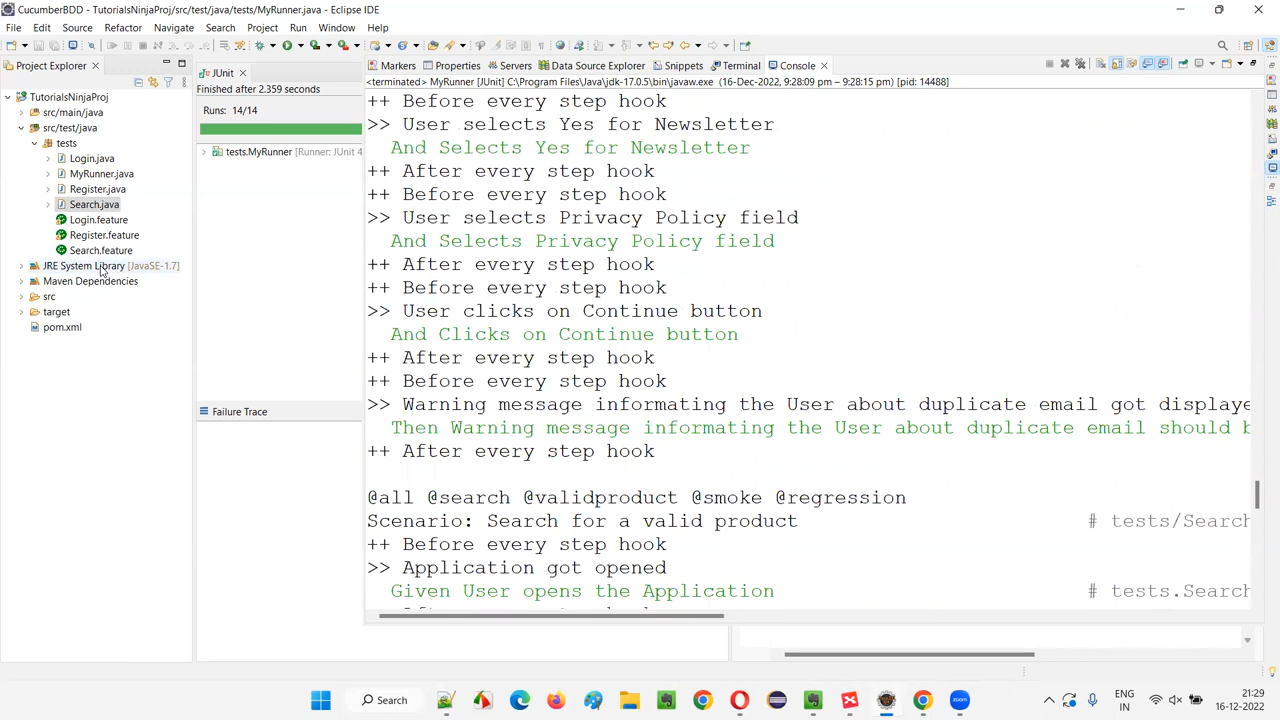 CucumberBDD - TutorialsNinjaProj/src/test/java/tests/MyRunner.java - Eclipse IDE
File Edit Source Refactor Navigate Search Project Run Window Help
Project Explorer
JUnit
Markers Properties Servers Data Source Explorer Snippets Terminal Console
<terminated> MyRunner [JUnit] C:\Program Files\Java\jdk-17.0.5\bin\javaw.exe (16-Dec-2022, 9:28:09 pm – 9:28:15 pm) [pid: 14488]
Finished after 2.359 seconds
Runs: 14/14
tests.MyRunner [Runner: JUnit 4
Failure Trace
TutorialsNinjaProj
src/main/java
src/test/java
tests
Login.java
MyRunner.java
Register.java
Search.java
Login.feature
Register.feature
Search.feature
JRE System Library [JavaSE-1.7]
Maven Dependencies
src
target
pom.xml
++ Before every step hook
>> User selects Yes for Newsletter
And Selects Yes for Newsletter
++ After every step hook
++ Before every step hook
>> User selects Privacy Policy field
And Selects Privacy Policy field
++ After every step hook
++ Before every step hook
>> User clicks on Continue button
And Clicks on Continue button
++ After every step hook
++ Before every step hook
>> Warning message informating the User about duplicate email got displaye
Then Warning message informating the User about duplicate email should b
++ After every step hook
@all @search @validproduct @smoke @regression
Scenario: Search for a valid product # tests/Search
++ Before every step hook
>> Application got opened
Given User opens the Application # tests.Search
Search
ENG
IN
21:29
16-12-2022